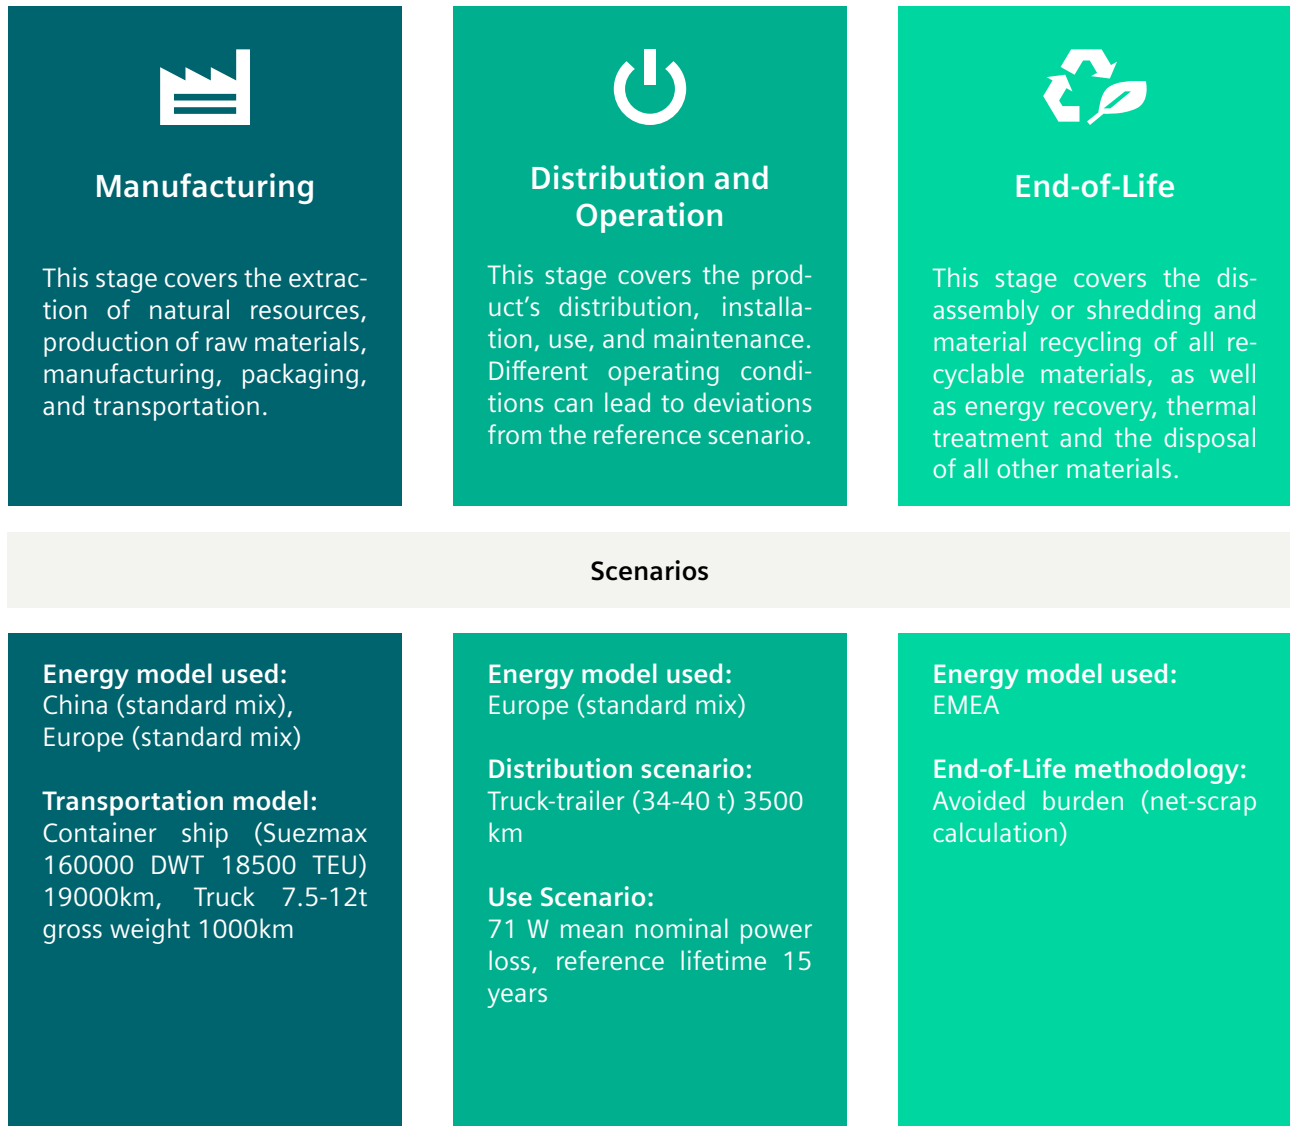 Manufacturing
This stage covers the extrac-
tion of natural resources,
production of raw materials,
manufacturing, packaging,
and transportation.
Distribution and
Operation
This stage covers the prod-
uct's distribution, installa-
tion, use, and maintenance.
Different operating condi-
tions can lead to deviations
from the reference scenario.
End-of-Life
This stage covers the dis-
assembly or shredding and
material recycling of all re-
cyclable materials, as well
as energy recovery, thermal
treatment and the disposal
of all other materials.
Scenarios
Energy model used:
China (standard mix),
Europe (standard mix)
Transportation model:
Container ship (Suezmax
160000 DWT 18500 TEU)
19000km, Truck 7.5-12t
gross weight 1000km
Energy model used:
Europe (standard mix)
Distribution scenario:
Truck-trailer (34-40 t) 3500
km
Use Scenario:
71 W mean nominal power
loss, reference lifetime 15
years
Energy model used:
EMEA
End-of-Life methodology:
Avoided burden (net-scrap
calculation)